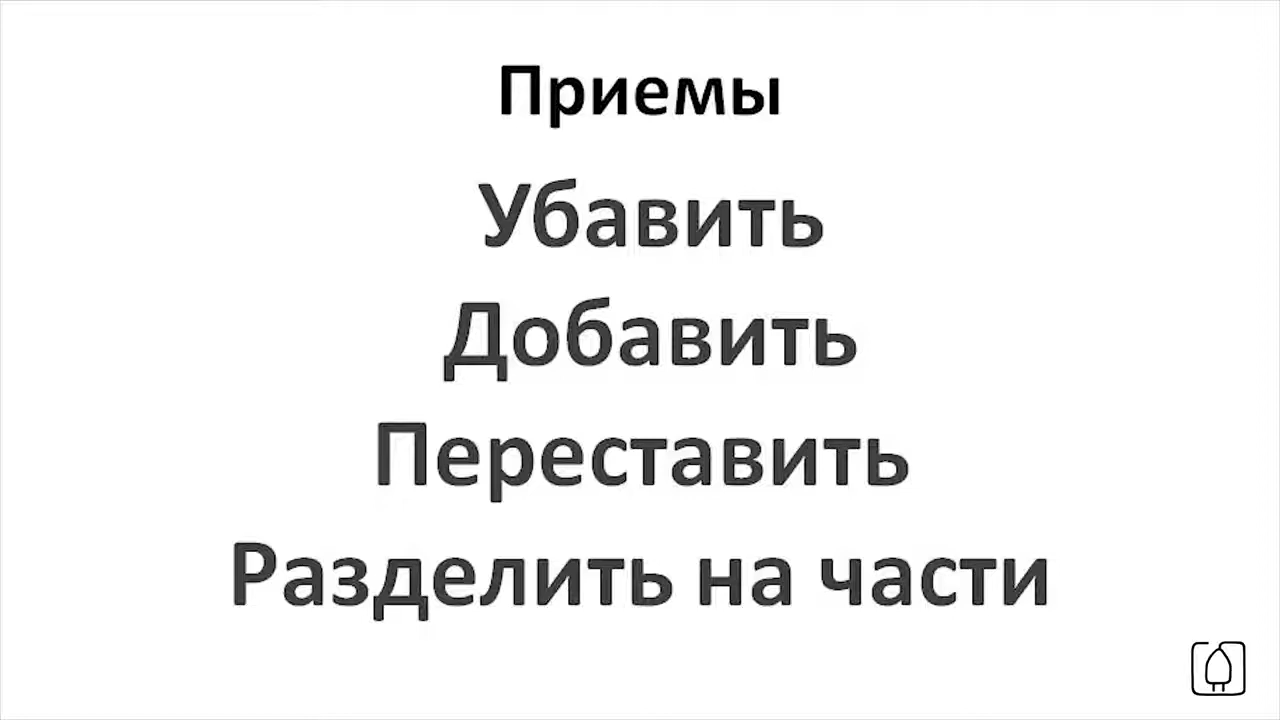 Приемы
Убавить
Добавить
Переставить
Разделить на части